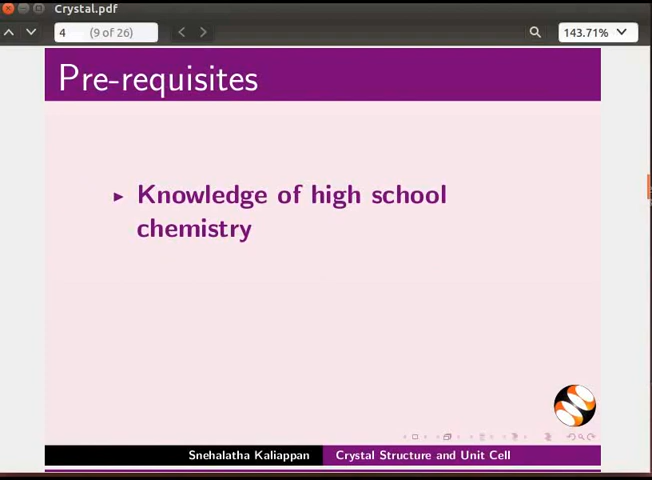 Crystal.pdf
4 (9 of 26) 143.71%
Pre-requisites
Knowledge of high school
chemistry
Snehalatha Kaliappan Crystal Structure and Unit Cell